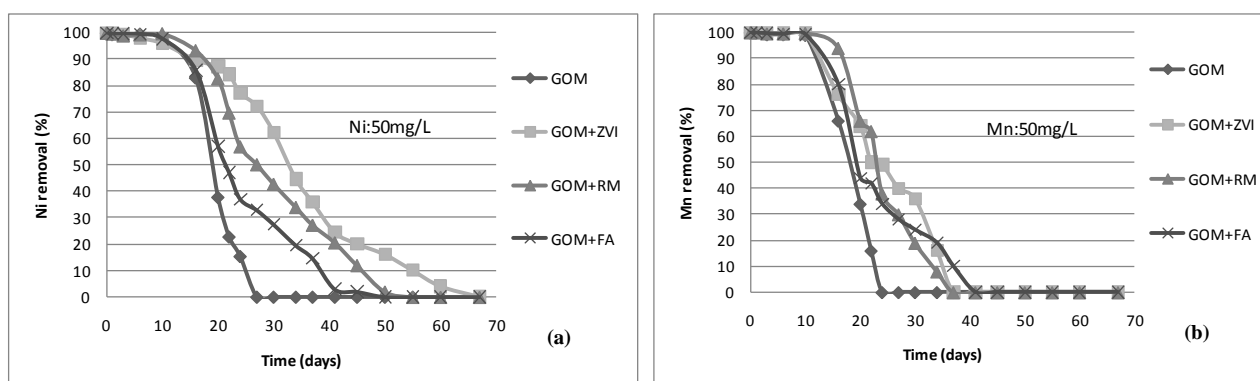 Ni removal (%)
100
90
80
70
60
50
40
30
20
10
0
Ni:50mg/L
0 10 20 30 40 50 60 70
Time (days)
(a)
GOM
GOM+ZVI
GOM+RM
GOM+FA
Mn removal (%)
100
90
80
70
60
50
40
30
20
10
0
Mn:50mg/L
0 10 20 30 40 50 60 70
Time (days)
(b)
GOM
GOM+ZVI
GOM+RM
GOM+FA